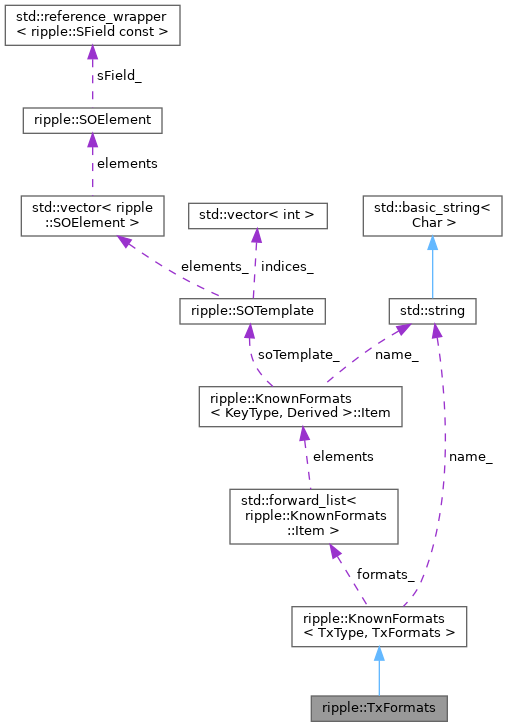 std::reference_wrapper
< ripple::SField const >
sField_
ripple::SOElement
elements
std::vector< ripple
::SOElement >
std::vector< int >
std::basic_string<
Char >
elements_
indices_
ripple::SOTemplate
std::string
soTemplate_
name_
ripple::KnownFormats
< KeyType, Derived >::Item
elements
name_
std::forward_list<
ripple::KnownFormats
::Item >
formats_
ripple::KnownFormats
< TxType, TxFormats >
ripple::TxFormats